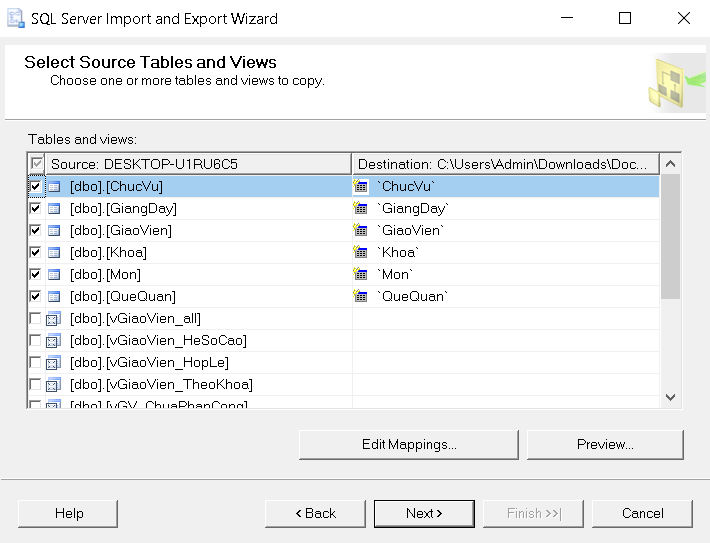 SQL Server Import and Export Wizard
Select Source Tables and Views
Choose one or more tables and views to copy.
Tables and views:
Source: DESKTOP-U1RU6C5 Destination: C:\Users\Admin\Downloads\Doc...
[dbo].[ChucVu] `ChucVu`
[dbo].[GiangDay] `GiangDay`
[dbo].[GiaoVien] `GiaoVien`
[dbo].[Khoa] `Khoa`
[dbo].[Mon] `Mon`
[dbo].[QueQuan] `QueQuan`
[dbo].[vGiaoVien_all]
[dbo].[vGiaoVien_HeSoCao]
[dbo].[vGiaoVien_HopLe]
[dbo].[vGiaoVien_TheoKhoa]
[dbo].[vGV_ChuaPhanCong]
Edit Mappings... Preview...
Help < Back Next > Finish >>| Cancel